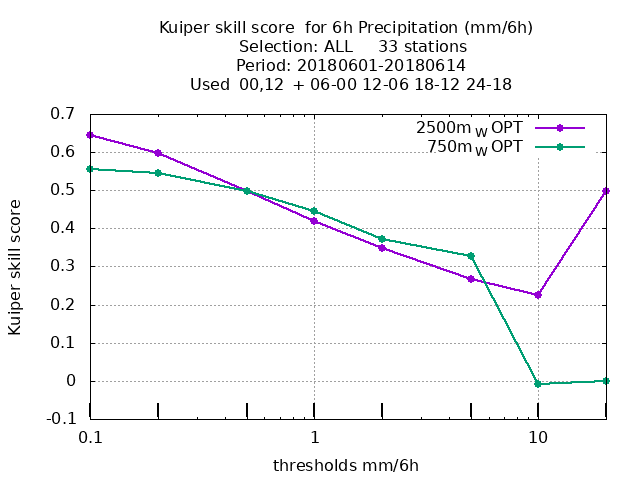 Kuiper skill score  for 6h Precipitation (mm/6h)
Selection: ALL     33 stations
Period: 20180601-20180614
Used  00,12  + 06-00 12-06 18-12 24-18
2500m W OPT
750m W OPT
Kuiper skill score
0.7
0.6
0.5
0.4
0.3
0.2
0.1
0
-0.1
0.1
1
10
thresholds mm/6h